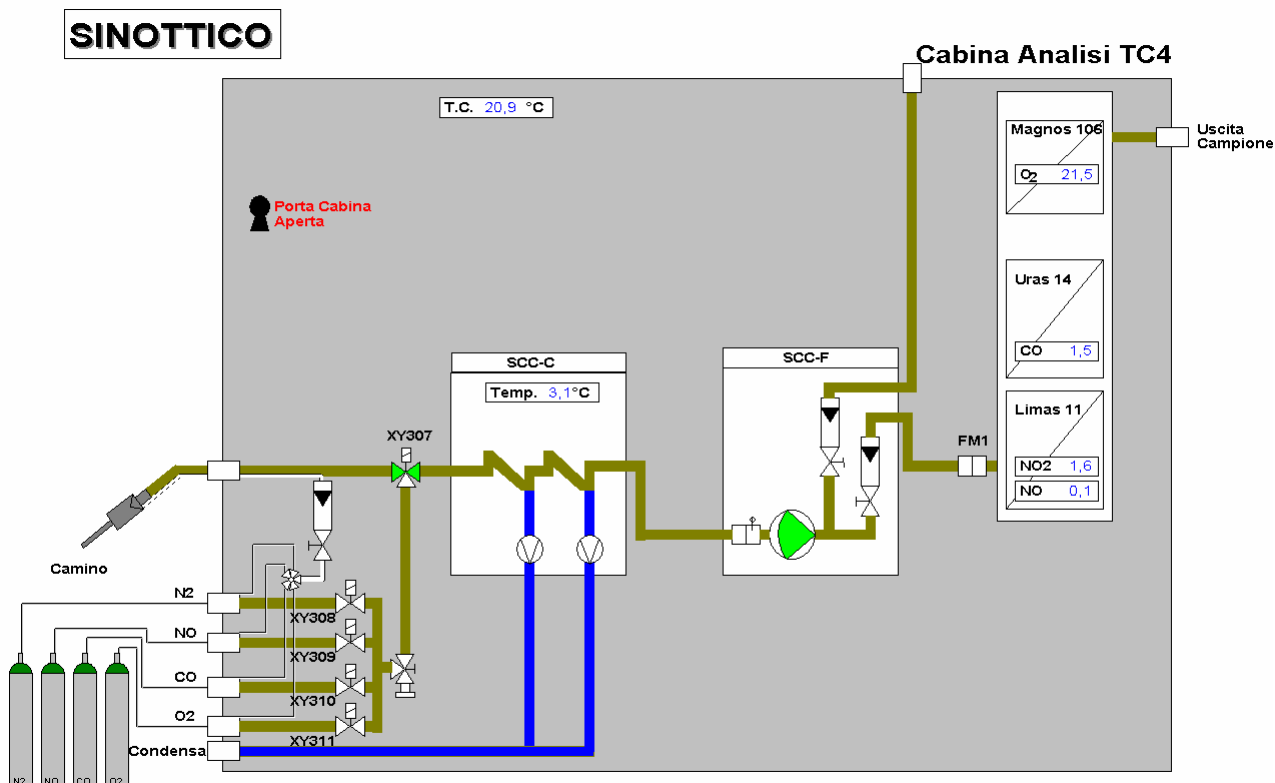 SINOTTICO
Cabina Analisi TC4
T.C. 20,9 °C
Magnos 106
O2 21,5
Uscita
Campione
Porta Cabina
Aperta
Uras 14
CO 1,5
SCC-C
Temp. 3,1°C
SCC-F
Limas 11
NO2 1,6
NO 0,1
XY307
FM1
Camino
N2
XY308
NO
XY309
CO
XY310
O2
XY311
Condensa
N2 NO CO O2